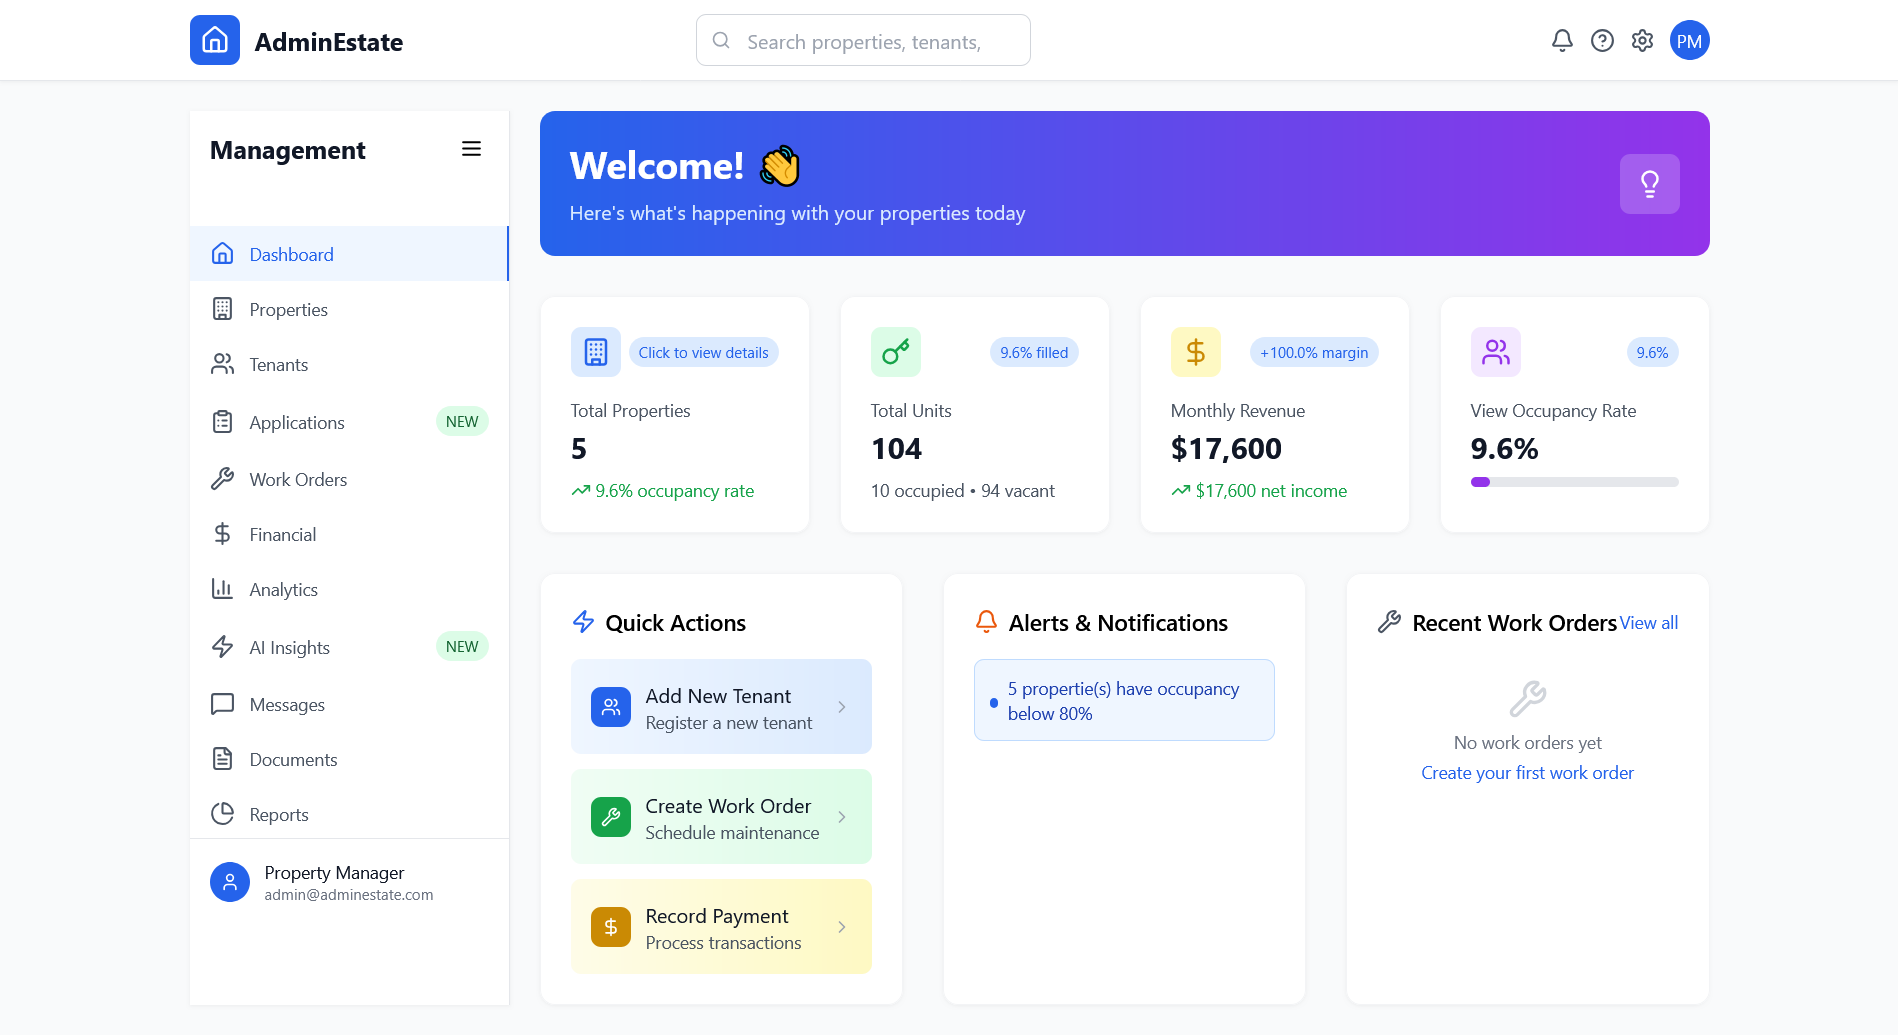 AdminEstate
Search properties, tenants,
PM
Management
Dashboard
Properties
Tenants
Applications NEW
Work Orders
Financial
Analytics
AI Insights NEW
Messages
Documents
Reports
Property Manager
admin@adminestate.com
Welcome! 👋
Here's what's happening with your properties today
Click to view details
Total Properties
5
9.6% occupancy rate
9.6% filled
Total Units
104
10 occupied • 94 vacant
+100.0% margin
Monthly Revenue
$17,600
$17,600 net income
9.6%
View Occupancy Rate
9.6%
Quick Actions
Add New Tenant
Register a new tenant
Create Work Order
Schedule maintenance
Record Payment
Process transactions
Alerts & Notifications
5 propertie(s) have occupancy
below 80%
Recent Work Orders View all
No work orders yet
Create your first work order